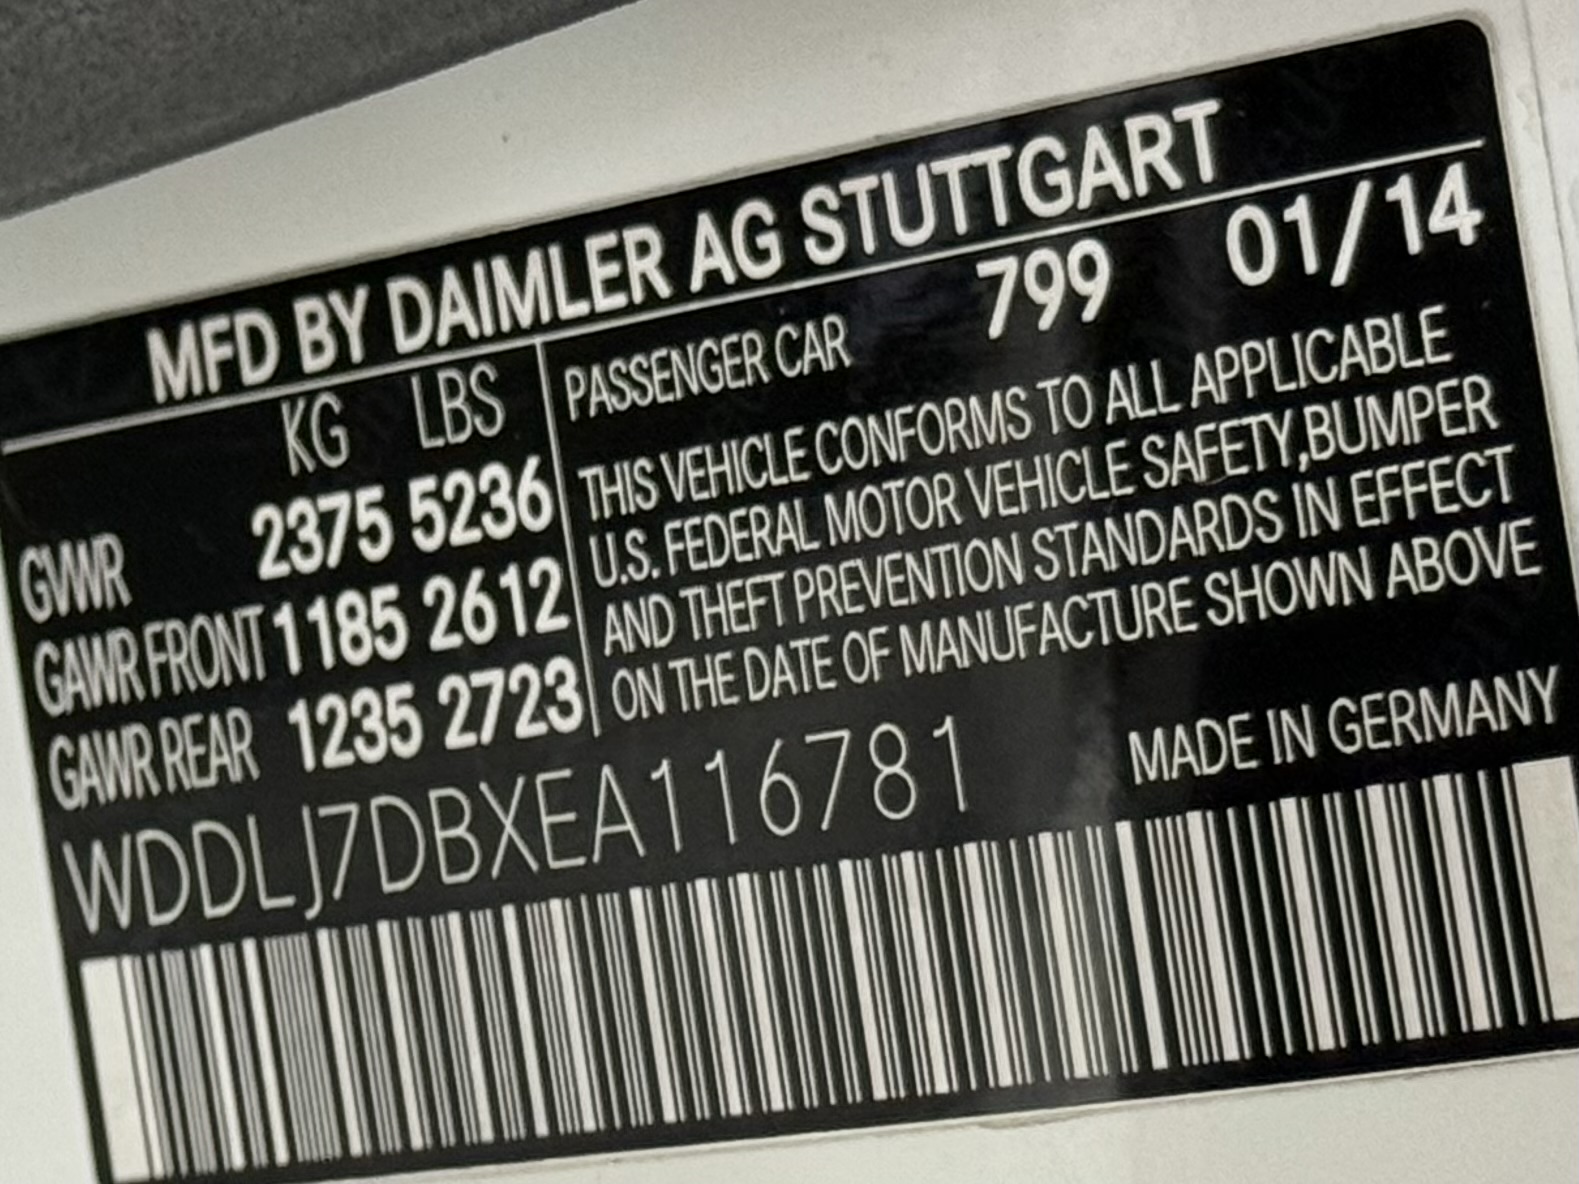 MFD BY DAIMLER AG STUTTGART
KG LBS
GVWR 2375 5236
GAWR FRONT 1185 2612
GAWR REAR 1235 2723
PASSENGER CAR 799 01/14
THIS VEHICLE CONFORMS TO ALL APPLICABLE
U.S. FEDERAL MOTOR VEHICLE SAFETY,BUMPER
AND THEFT PREVENTION STANDARDS IN EFFECT
ON THE DATE OF MANUFACTURE SHOWN ABOVE
WDDLJ7DBXEA116781
MADE IN GERMANY